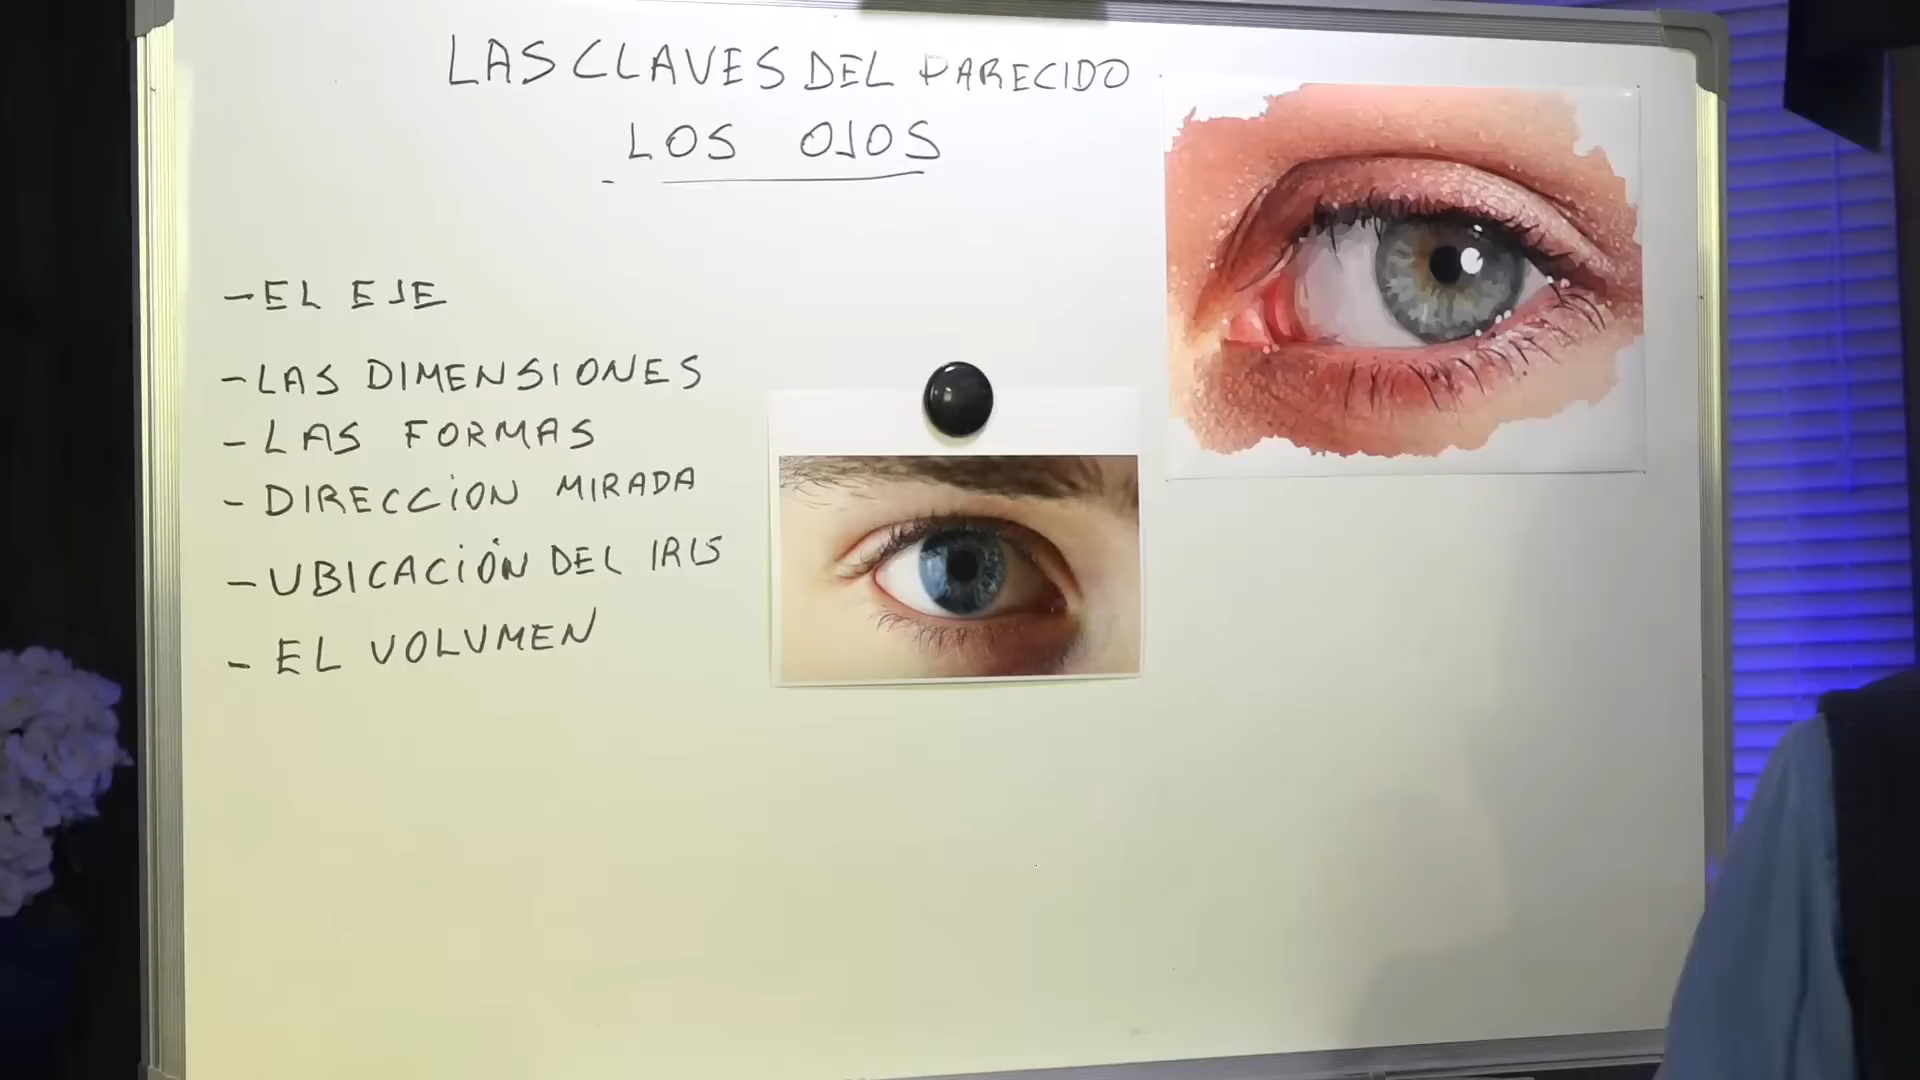 LAS CLAVES DEL PARECIDO
LOS OJOS
- EL EJE
- LAS DIMENSIONES
- LAS FORMAS
- DIRECCION MIRADA
- UBICACIÓN DEL IRIS
- EL VOLUMEN